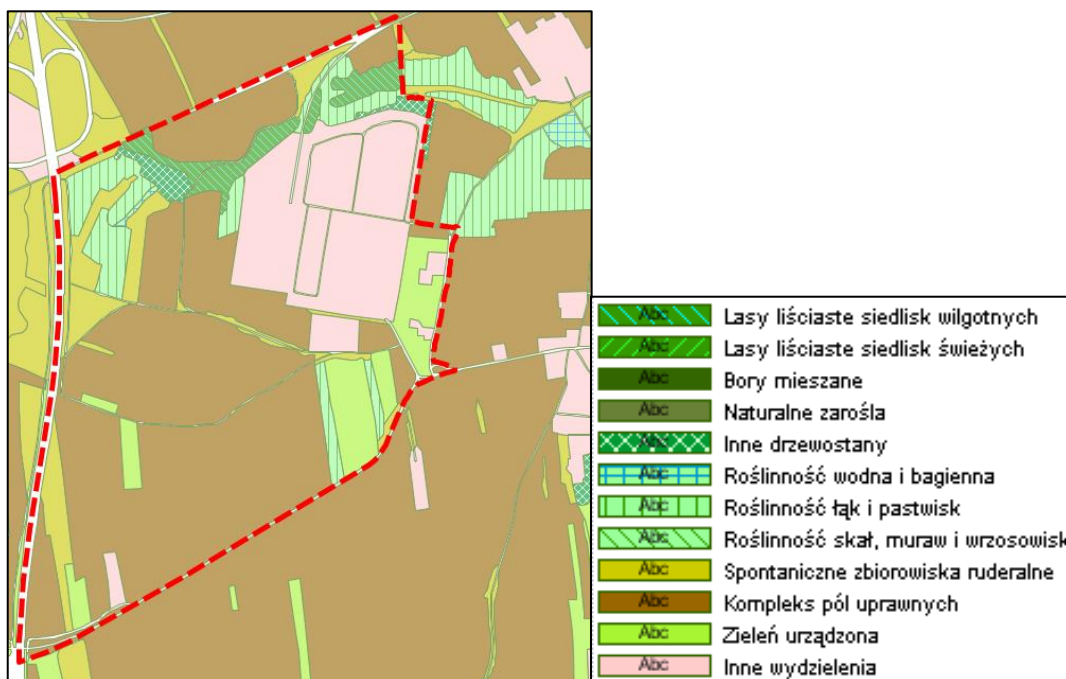 Abc Lasy liściaste siedlisk wilgotnych
Abc Lasy liściaste siedlisk świeżych
Abc Bory mieszane
Abc Naturalne zarośla
Abc Inne drzewostany
Abc Roślinność wodna i bagienna
Abc Roślinność łąk i pastwisk
Abc Roślinność skał, muraw i wrzosowisk
Abc Spontaniczne zbiorowiska ruderalne
Abc Kompleks pól uprawnych
Abc Zieleń urządzona
Abc Inne wydzielenia